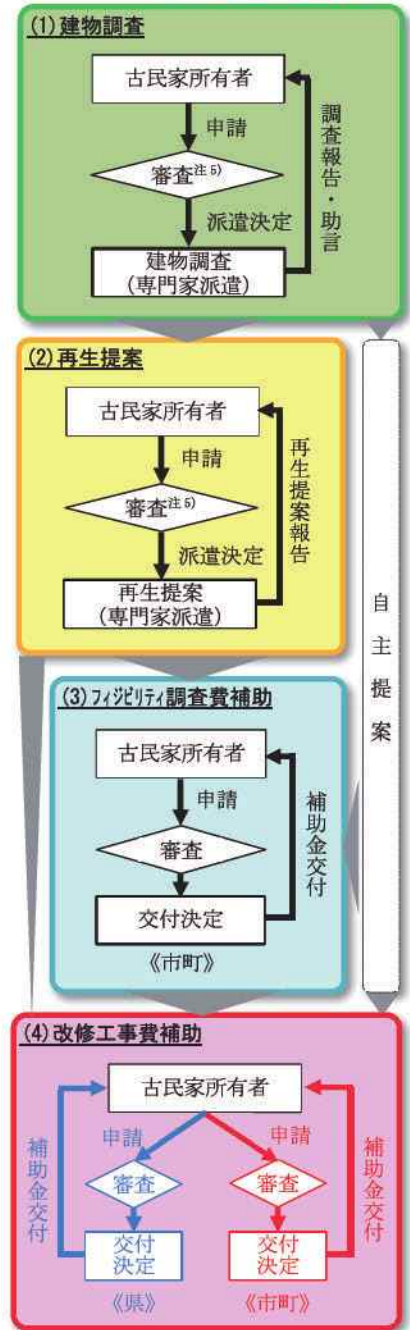 (1)建物調査
古民家所有者
申請
審査注5)
派遣決定
建物調査
(専門家派遣)
調査報告・助言
(2)再生提案
古民家所有者
申請
審査注5)
派遣決定
再生提案
(専門家派遣)
再生提案報告
自主提案
(3)フィジビリティ調査費補助
古民家所有者
申請
審査
交付決定
《市町》
補助金交付
(4)改修工事費補助
古民家所有者
申請
審査
交付
決定
《県》
補助金交付
申請
審査
交付
決定
《市町》
補助金交付